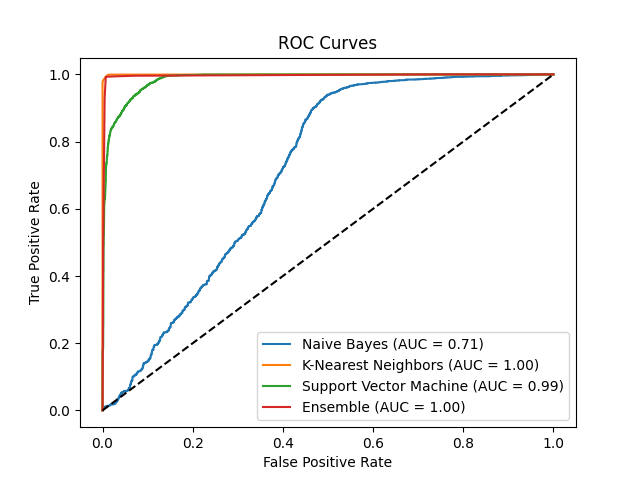 ROC Curves
True Positive Rate
1.0
0.8
0.6
0.4
0.2
0.0
Naive Bayes (AUC = 0.71)
K-Nearest Neighbors (AUC = 1.00)
Support Vector Machine (AUC = 0.99)
Ensemble (AUC = 1.00)
0.0 0.2 0.4 0.6 0.8 1.0
False Positive Rate